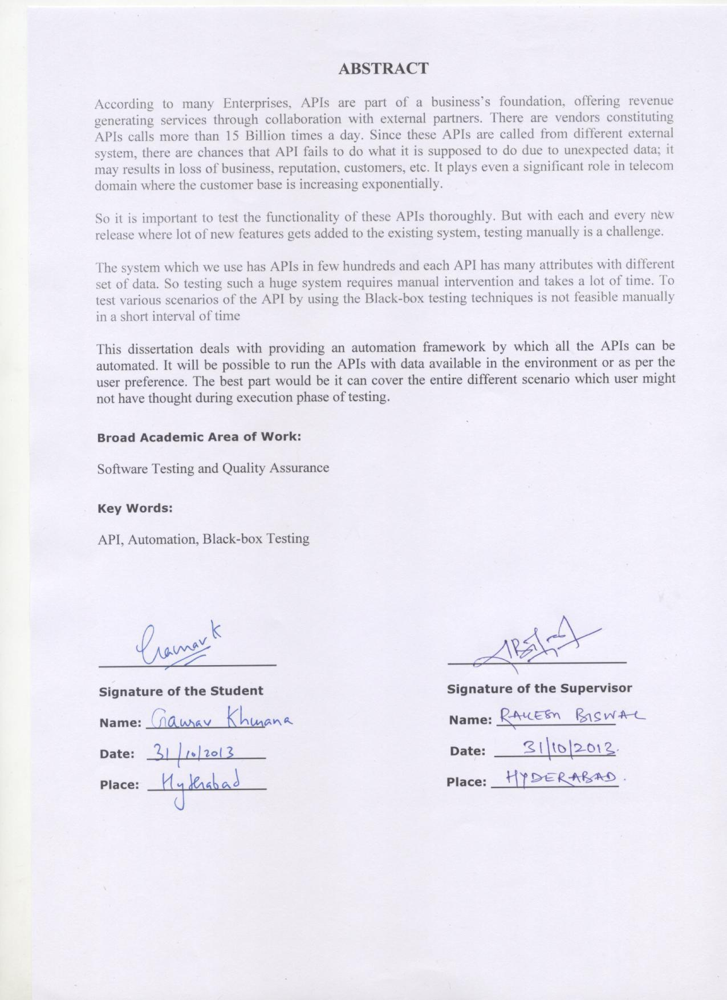 ABSTRACT
According to many Enterprises, APIs are part of a business's foundation, offering revenue
generating services through collaboration with external partners. There are vendors constituting
APIs calls more than 15 Billion times a day. Since these APIs are called from different external
system, there are chances that API fails to do what it is supposed to do due to unexpected data; it
may results in loss of business, reputation, customers, etc. It plays even a significant role in telecom
domain where the customer base is increasing exponentially.
So it is important to test the functionality of these APIs thoroughly. But with each and every new
release where lot of new features gets added to the existing system, testing manually is a challenge.
The system which we use has APIs in few hundreds and each API has many attributes with different
set of data. So testing such a huge system requires manual intervention and takes a lot of time. To
test various scenarios of the API by using the Black-box testing techniques is not feasible manually
in a short interval of time
This dissertation deals with providing an automation framework by which all the APIs can be
automated. It will be possible to run the APIs with data available in the environment or as per the
user preference. The best part would be it can cover the entire different scenario which user might
not have thought during execution phase of testing.
Broad Academic Area of Work:
Software Testing and Quality Assurance
Key Words:
API, Automation, Black-box Testing
Gaurav K
Signature of the Student
Name: Gaurav Khurana
Date: 31/10/2013
Place: Hyderabad
Signature of the Supervisor
Name: RAKESH BISWAL
Date: 31/10/2013.
Place: HYDERABAD.